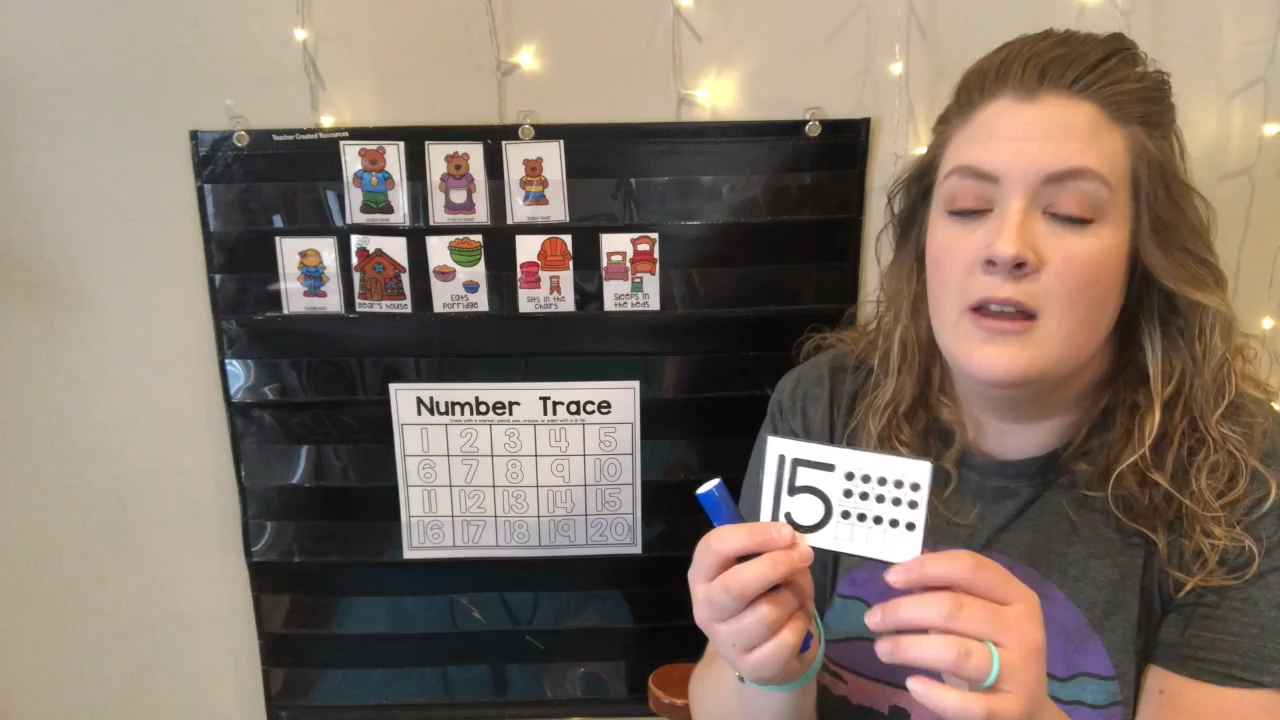 Teacher Created Resources
baby bear
Bear's house
Eats
Porridge
Sits in the
chairs
Sleeps in
the beds
Number Trace
1 2 3 4 5
6 7 8 9 10
11 12 13 14 15
16 17 18 19 20
15